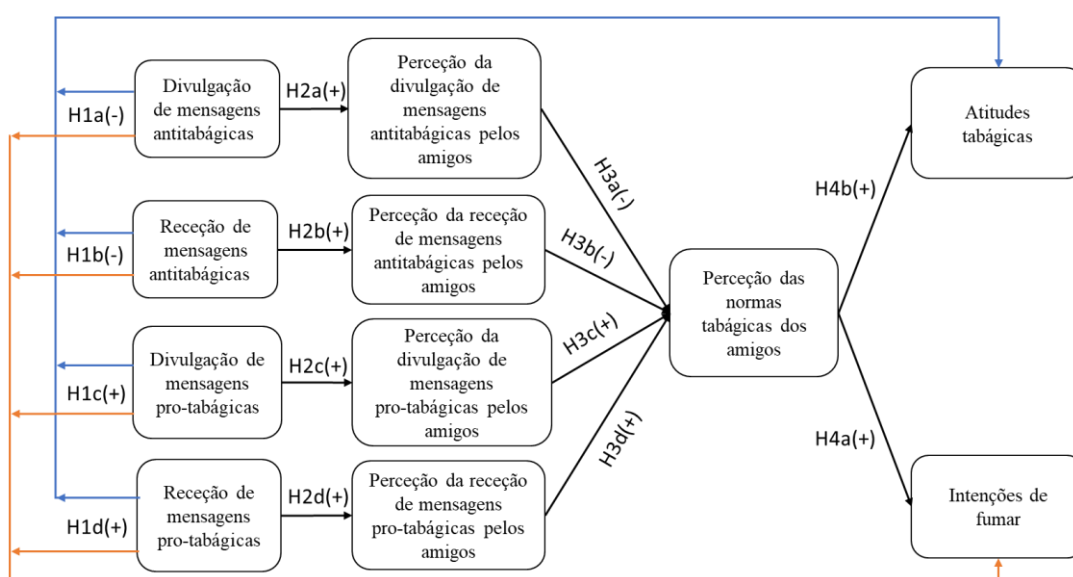 Divulgação
de mensagens
antitabágicas
H1a(-)
H2a(+)
Perceção da
divulgação de
mensagens
antitabágicas pelos
amigos
H3a(-)
Receção de
mensagens
antitabágicas
H1b(-)
H2b(+)
Perceção da receção
de mensagens
antitabágicas pelos
amigos
H3b(-)
Divulgação de
mensagens
pro-tabágicas
H1c(+)
H2c(+)
Perceção da
divulgação de
mensagens
pro-tabágicas pelos
amigos
H3c(+)
Receção de
mensagens
pro-tabágicas
H1d(+)
H2d(+)
Perceção da receção
de mensagens
pro-tabágicas pelos
amigos
H3d(+)
Perceção das
normas
tabágicas dos
amigos
H4b(+)
H4a(+)
Atitudes
tabágicas
Intenções de
fumar